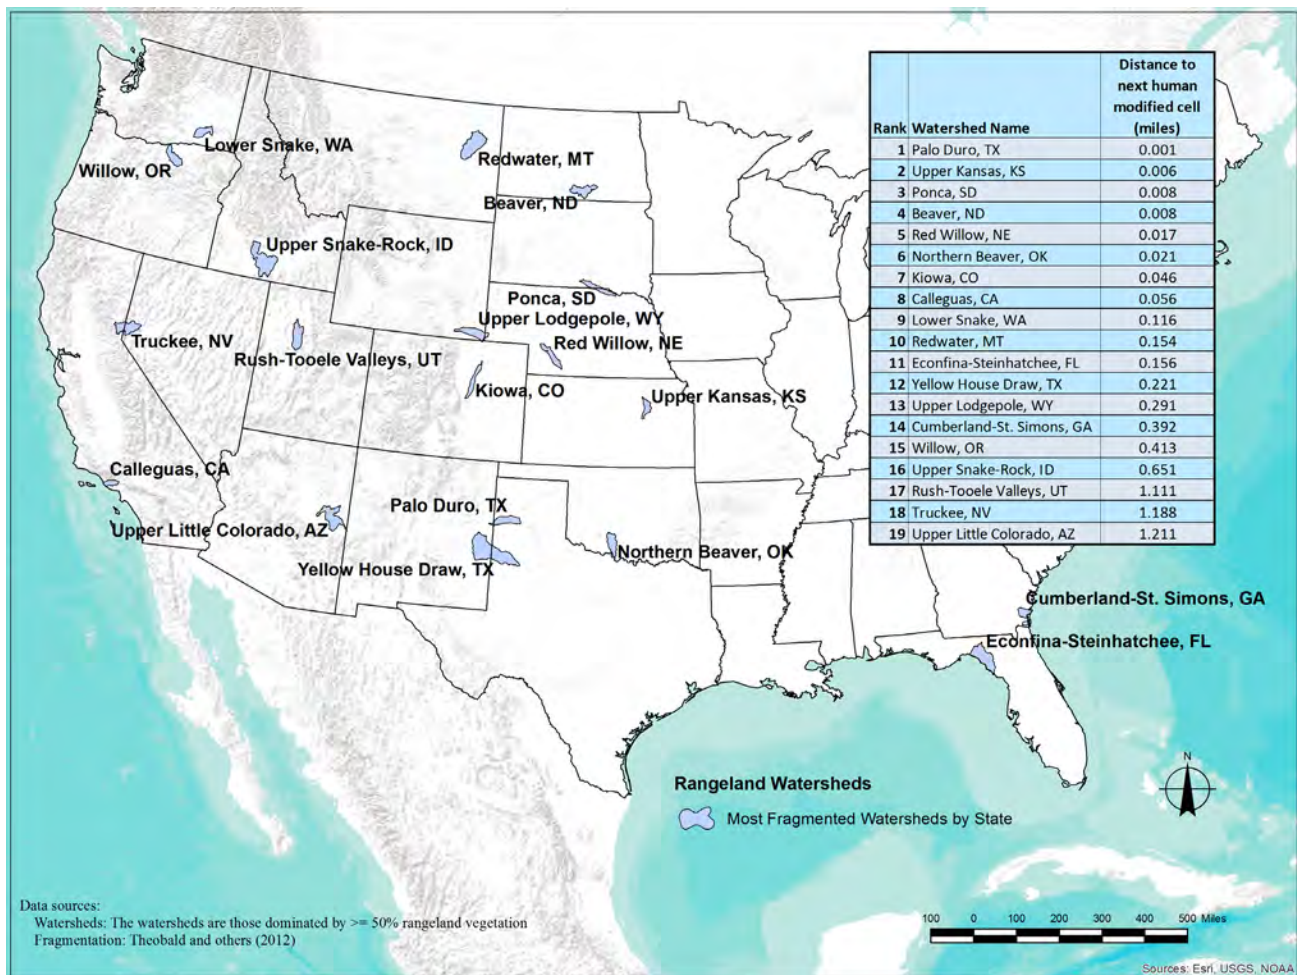 Distance to
next human
modified cell
Rank Watershed Name (miles)
1 Palo Duro, TX 0.001
2 Upper Kansas, KS 0.006
3 Ponca, SD 0.008
4 Beaver, ND 0.008
5 Red Willow, NE 0.017
6 Northern Beaver, OK 0.021
7 Kiowa, CO 0.046
8 Calleguas, CA 0.056
9 Lower Snake, WA 0.116
10 Redwater, MT 0.154
11 Econfina-Steinhatchee, FL 0.156
12 Yellow House Draw, TX 0.221
13 Upper Lodgepole, WY 0.291
14 Cumberland-St. Simons, GA 0.392
15 Willow, OR 0.413
16 Upper Snake-Rock, ID 0.651
17 Rush-Tooele Valleys, UT 1.111
18 Truckee, NV 1.188
19 Upper Little Colorado, AZ 1.211
Lower Snake, WA
Willow, OR
Redwater, MT
Beaver, ND
Upper Snake-Rock, ID
Ponca, SD
Upper Lodgepole, WY
Truckee, NV
Red Willow, NE
Rush-Tooele Valleys, UT
Kiowa, CO
Upper Kansas, KS
Calleguas, CA
Palo Duro, TX
Upper Little Colorado, AZ
Northern Beaver, OK
Yellow House Draw, TX
Cumberland-St. Simons, GA
Econfina-Steinhatchee, FL
Rangeland Watersheds
Most Fragmented Watersheds by State
N
Data sources:
Watersheds: The watersheds are those dominated by >= 50% rangeland vegetation
Fragmentation: Theobald and others (2012)
100 0 100 200 300 400 500 Miles
Sources: Esri, USGS, NOAA